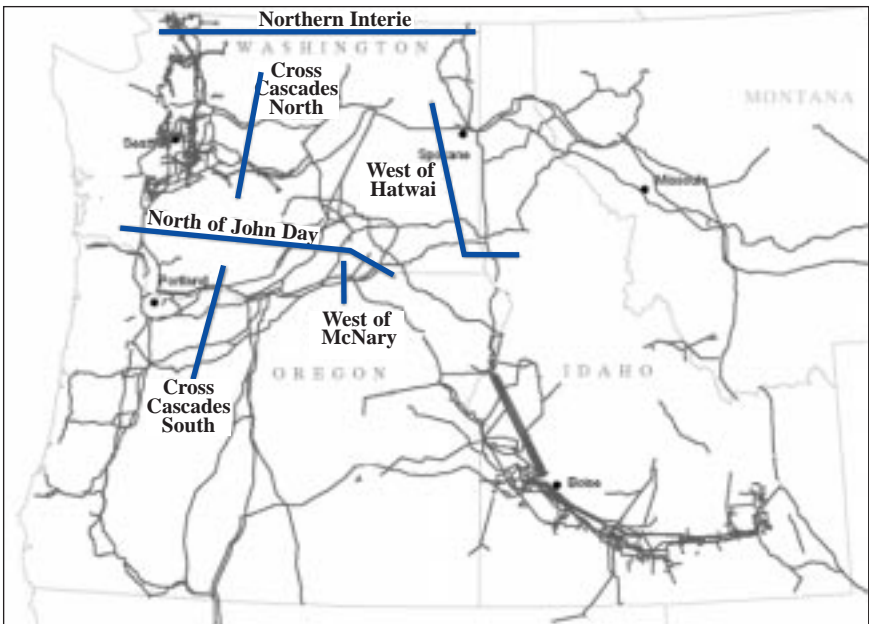 Northern Interie
WASHINGTON
Cross
Cascades
North
MONTANA
Spokane
West of
Hatwai
Missoula
North of John Day
Portland
West of
McNary
OREGON
IDAHO
Cross
Cascades
South
Boise